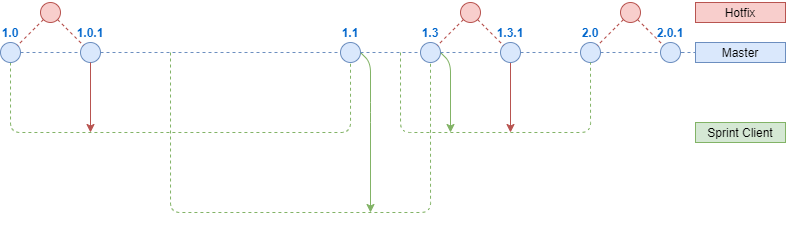 Hotfix
1.0
1.0.1
1.1
1.3
1.3.1
2.0
2.0.1
Master
Sprint Client